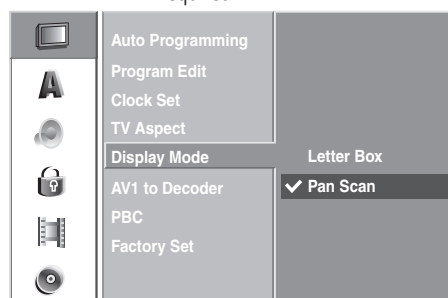 Auto Programming
Program Edit
Clock Set
TV Aspect
Display Mode
Letter Box
AV1 to Decoder
✔ Pan Scan
PBC
Factory Set
A